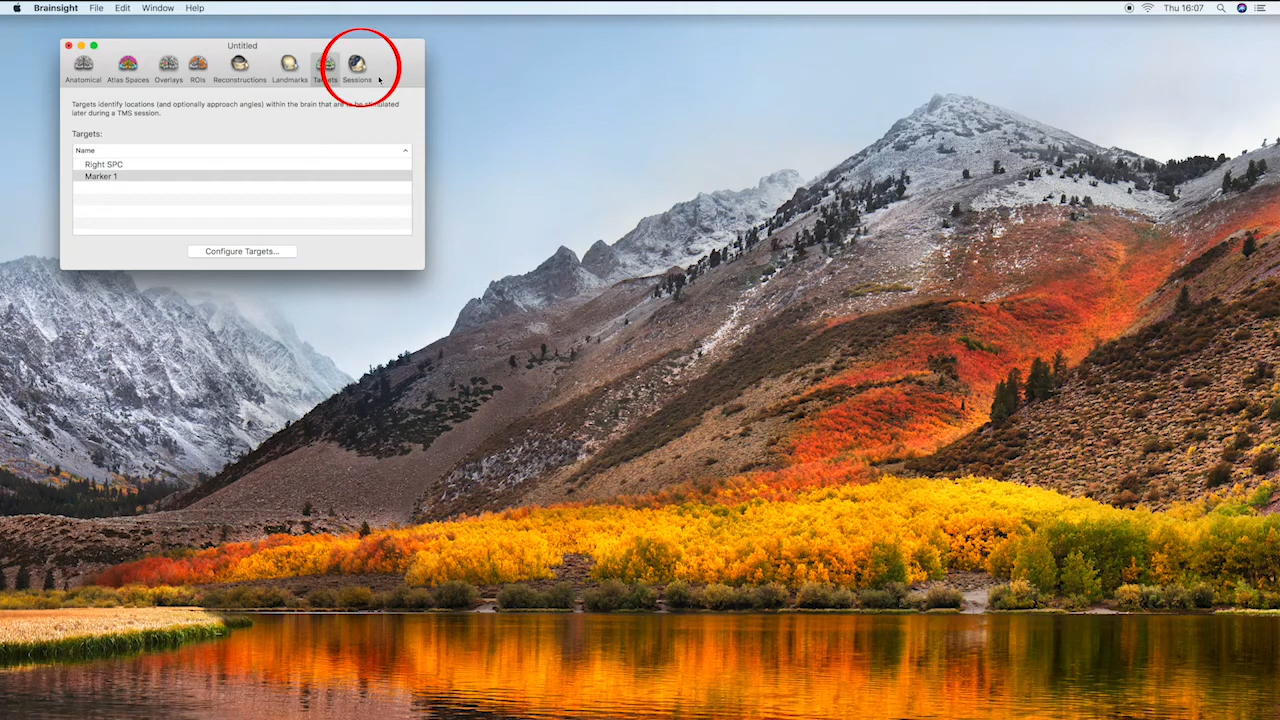 Brainsight File Edit Window Help Thu 16:07
Untitled
Anatomical Atlas Spaces Overlays ROIs Reconstructions Landmarks Targets Sessions
Targets identify locations (and optionally approach angles) within the brain that are to be stimulated
later during a TMS session.
Targets:
Name
Right SPC
Marker 1
Configure Targets...